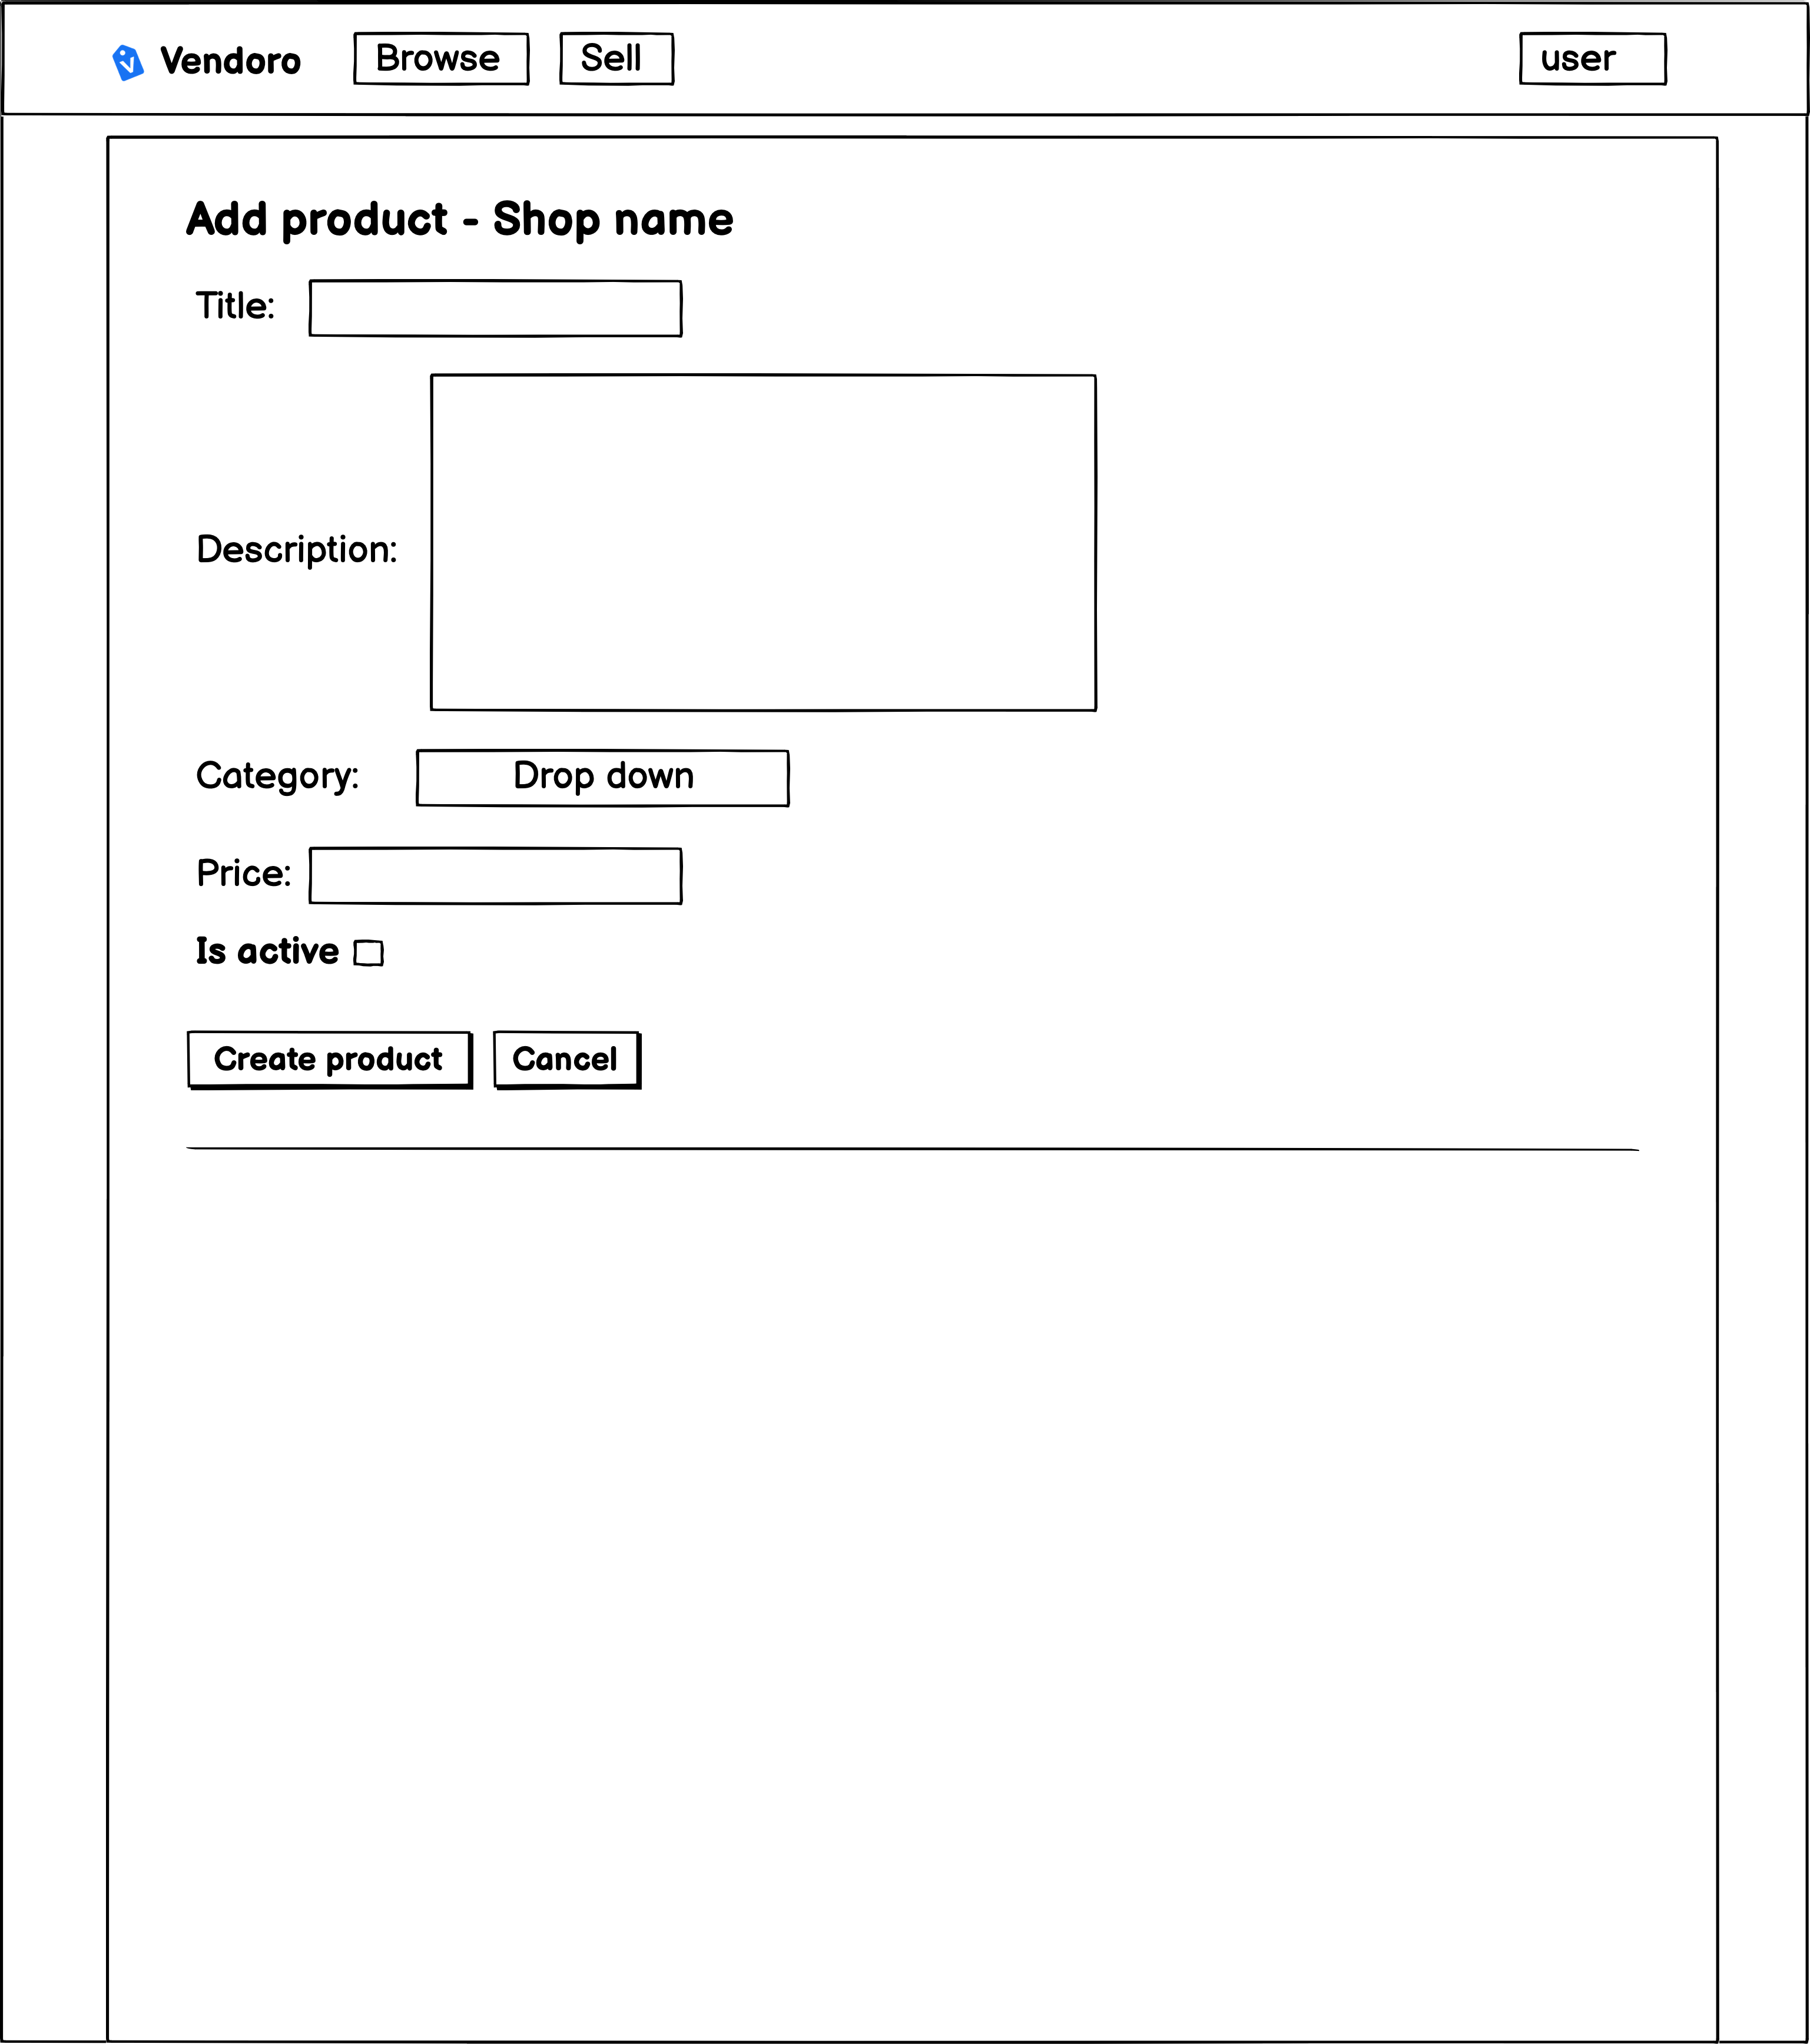 Vendoro Browse Sell user
Add product - Shop name
Title:
Description:
Category: Drop down
Price:
Is active
Create product Cancel